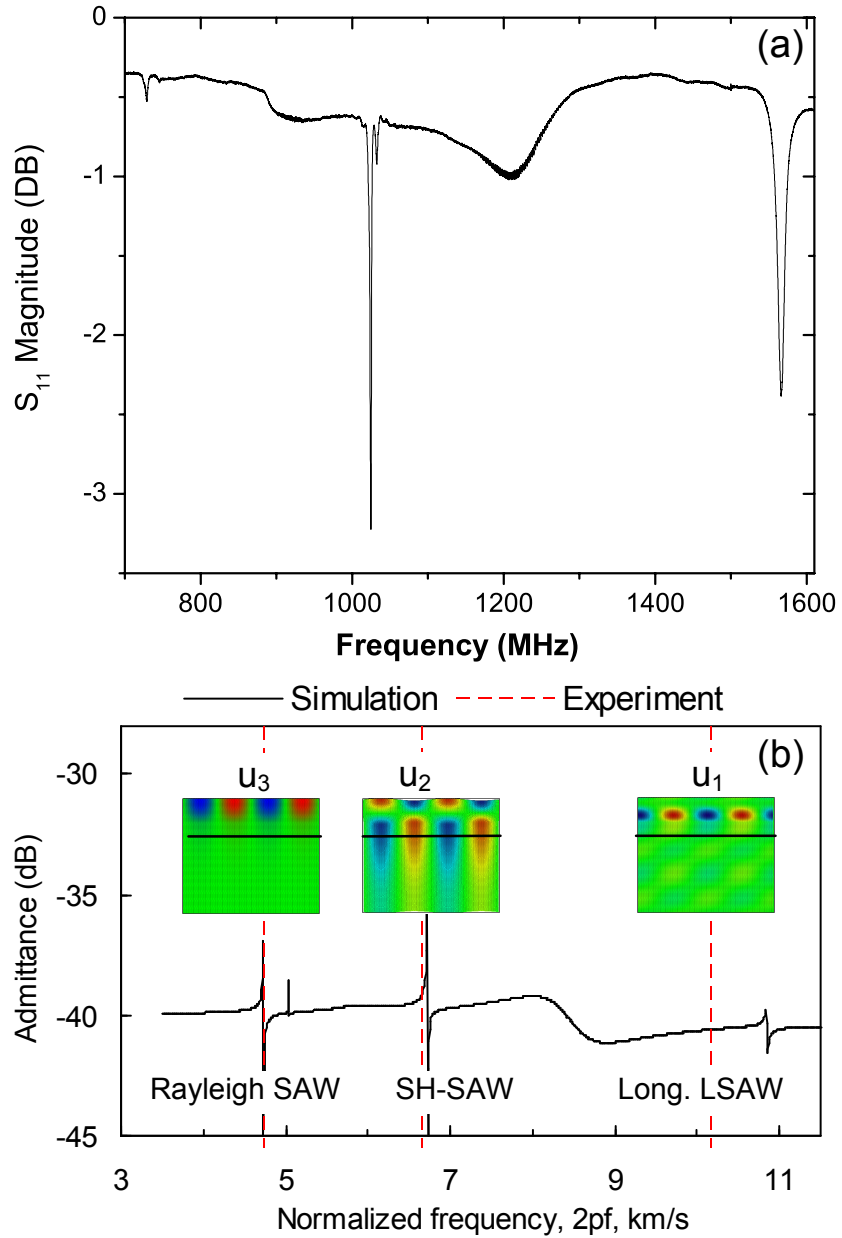 (a)
0
-1
-2
-3
S11 Magnitude (DB)
800 1000 1200 1400 1600
Frequency (MHz)
Simulation Experiment
(b)
u3 u2 u1
-30
-35
-40
-45
Admittance (dB)
Rayleigh SAW SH-SAW Long. LSAW
3 5 7 9 11
Normalized frequency, 2pf, km/s